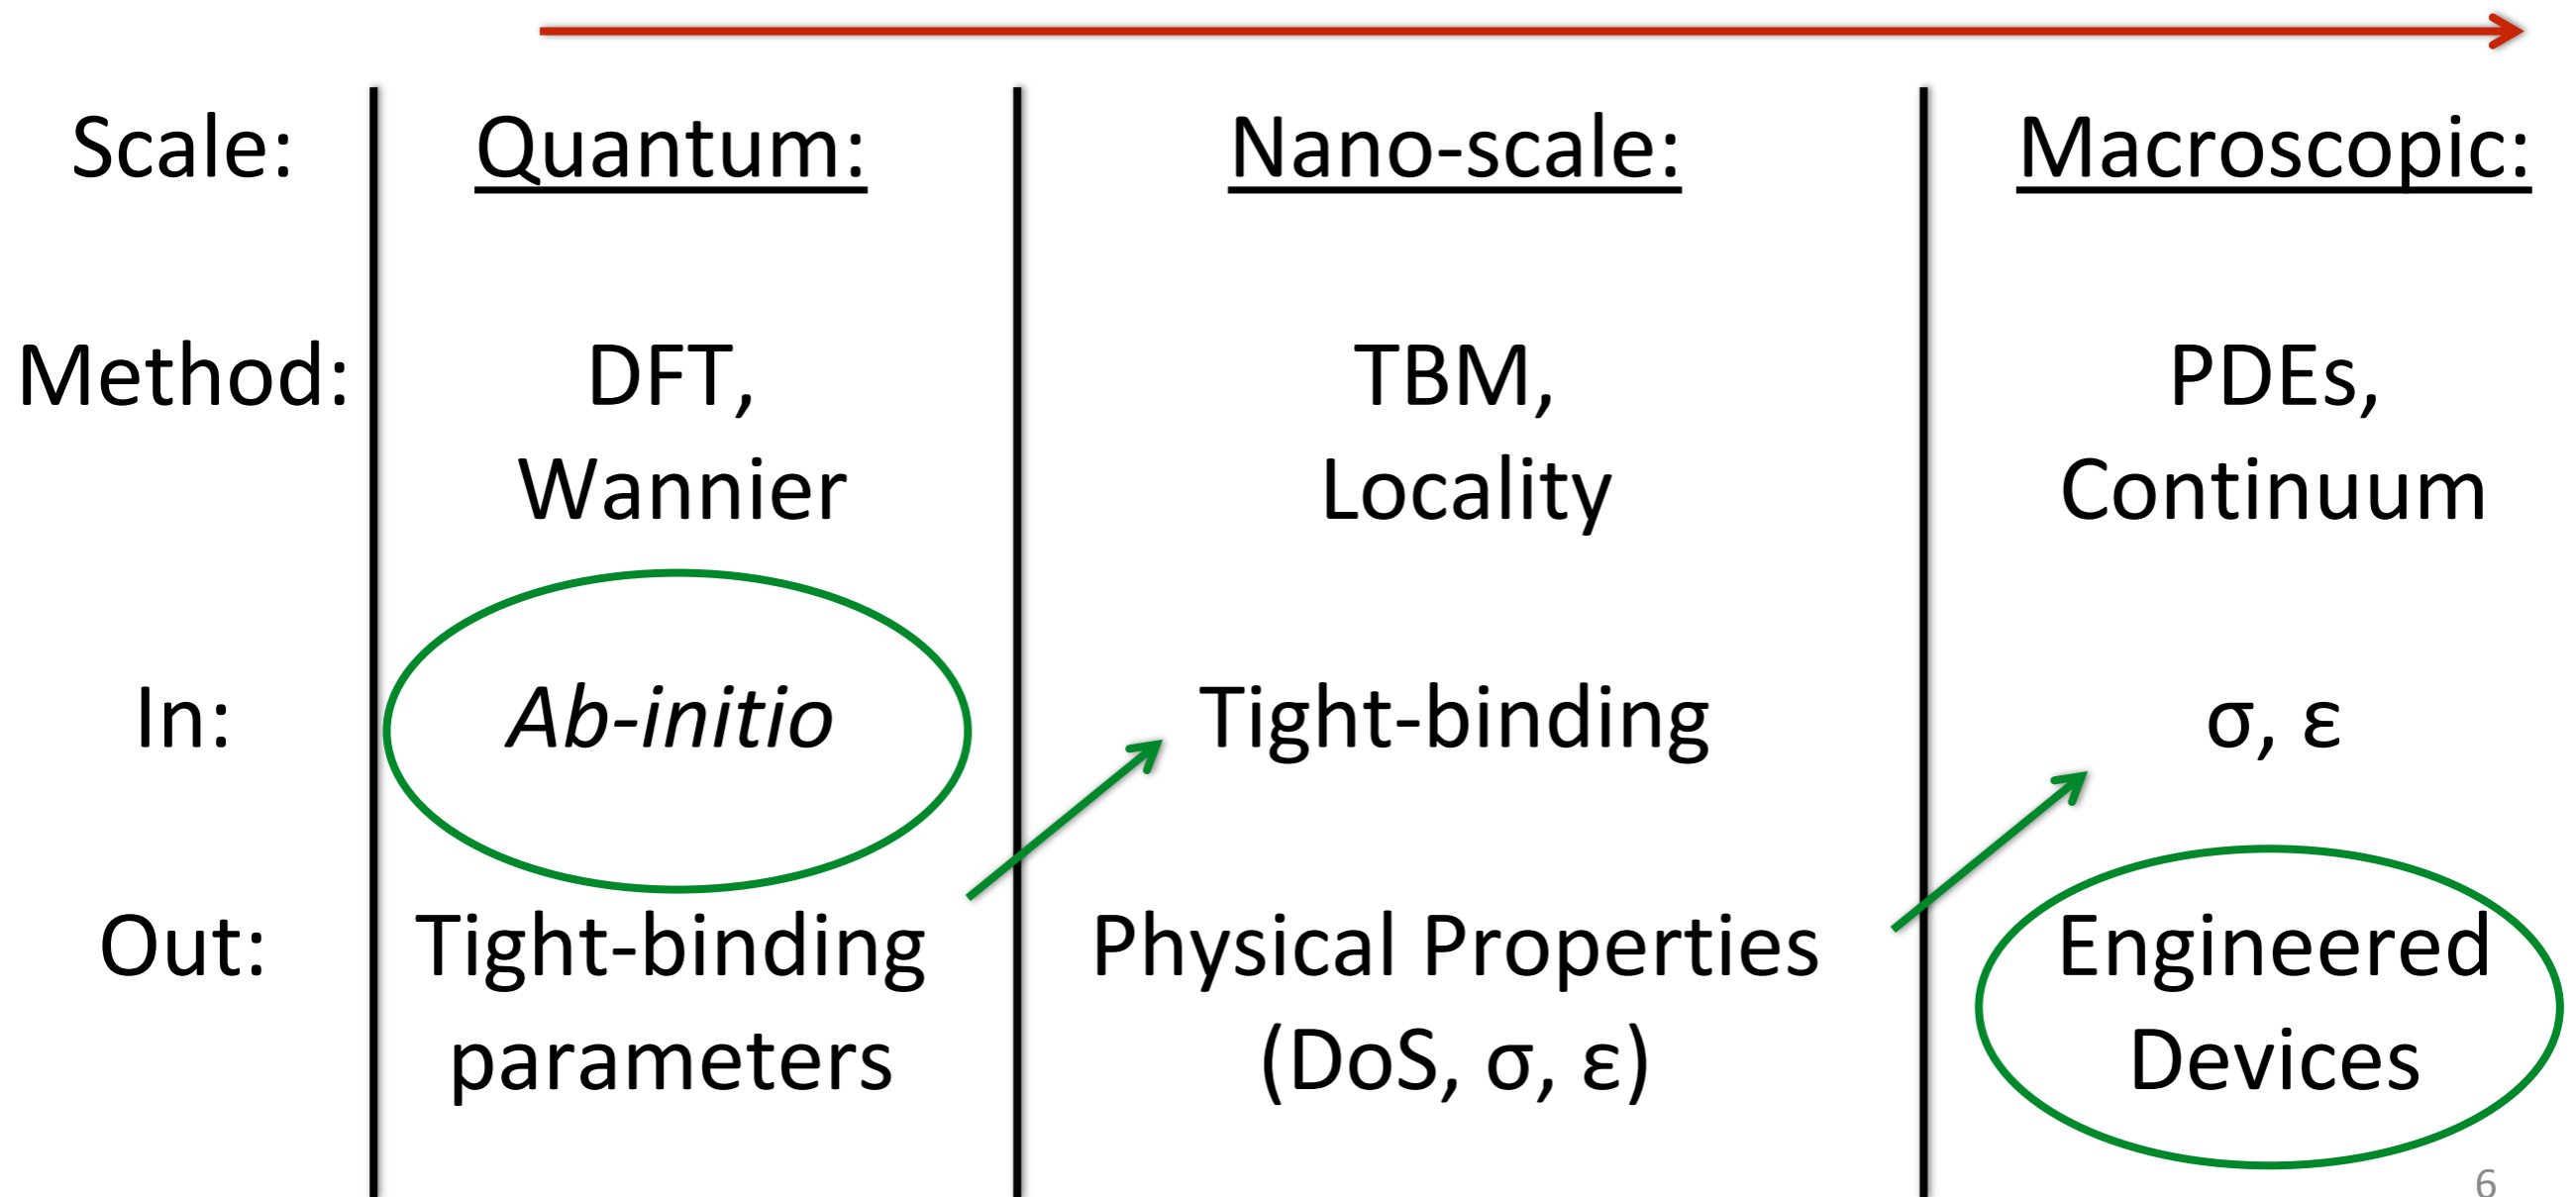 Scale: Quantum: Nano-scale: Macroscopic:
Method: DFT, TBM, PDEs,
Wannier Locality Continuum
In: Ab-initio Tight-binding σ, ε
Out: Tight-binding Physical Properties Engineered
parameters (DoS, σ, ε) Devices
6